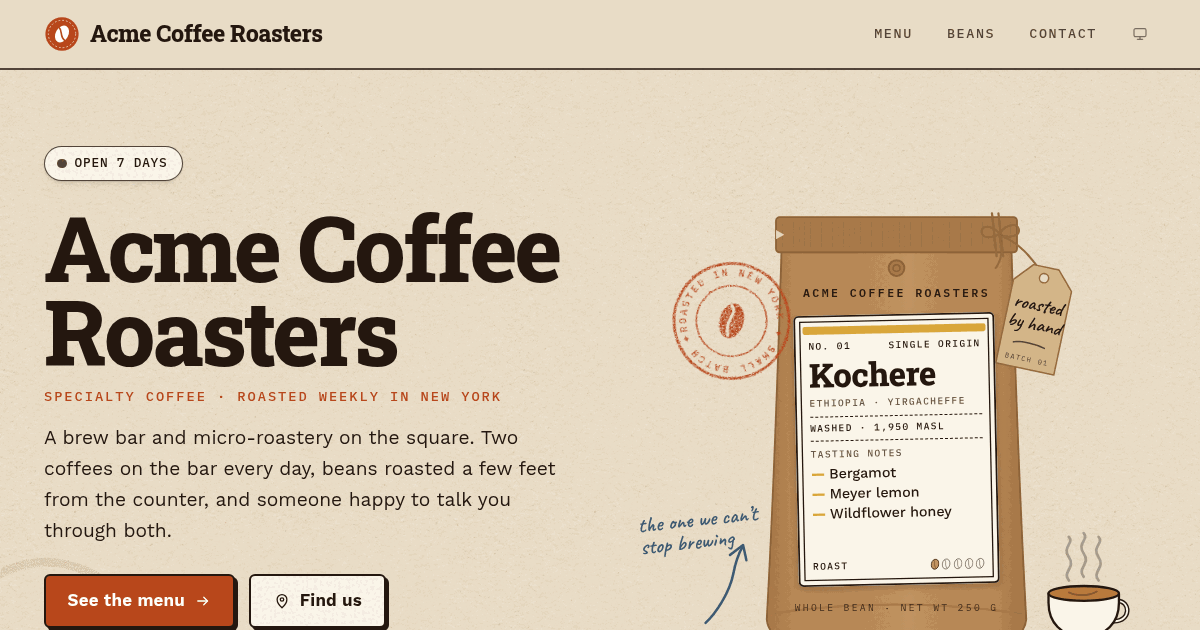 Acme Coffee Roasters
MENU
BEANS
CONTACT
OPEN 7 DAYS
Acme Coffee
Roasters
SPECIALTY COFFEE · ROASTED WEEKLY IN NEW YORK
A brew bar and micro-roastery on the square. Two
coffees on the bar every day, beans roasted a few feet
from the counter, and someone happy to talk you
through both.
See the menu →
Find us
ROASTED IN NEW YORK ✦ SMALL BATCH ✦
ACME COFFEE ROASTERS
NO. 01
SINGLE ORIGIN
Kochere
ETHIOPIA · YIRGACHEFFE
WASHED · 1,950 MASL
TASTING NOTES
Bergamot
Meyer lemon
Wildflower honey
ROAST
WHOLE BEAN · NET WT 250 G
roasted
by hand
BATCH 01
the one we can't
stop brewing